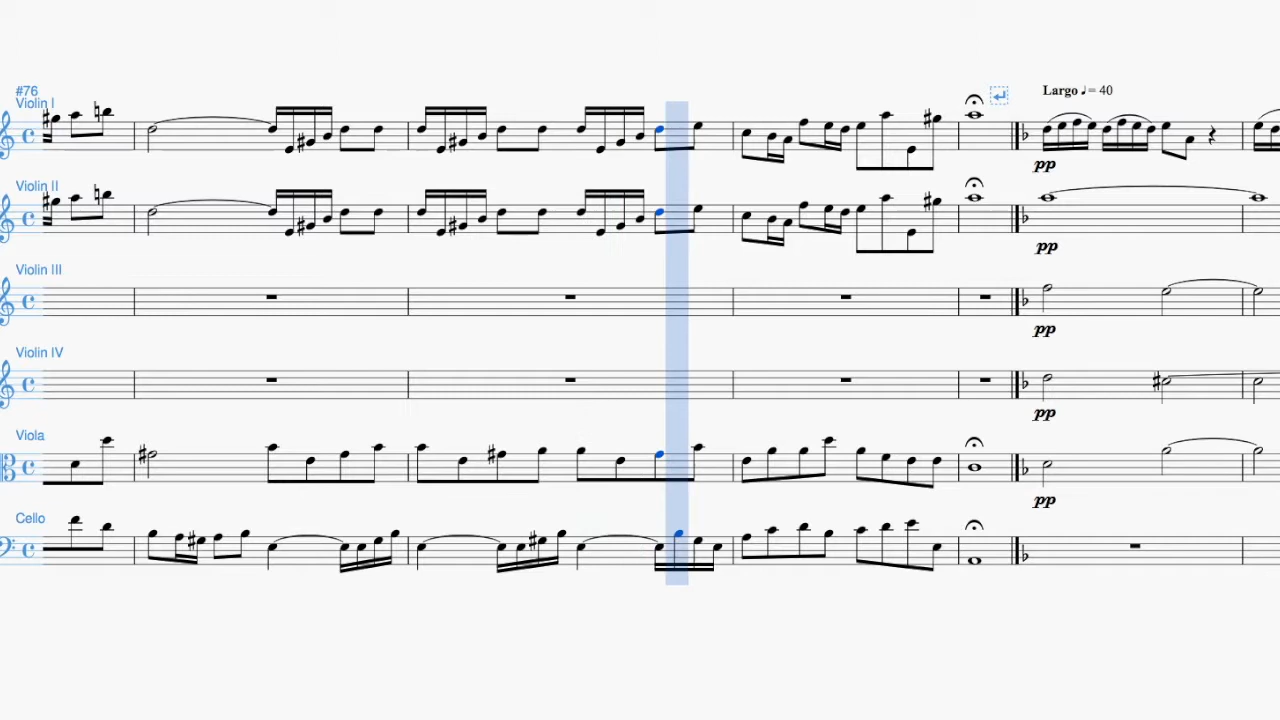 #76
Violin I
Largo ♩= 40
pp
Violin II
pp
Violin III
pp
Violin IV
pp
Viola
pp
Cello